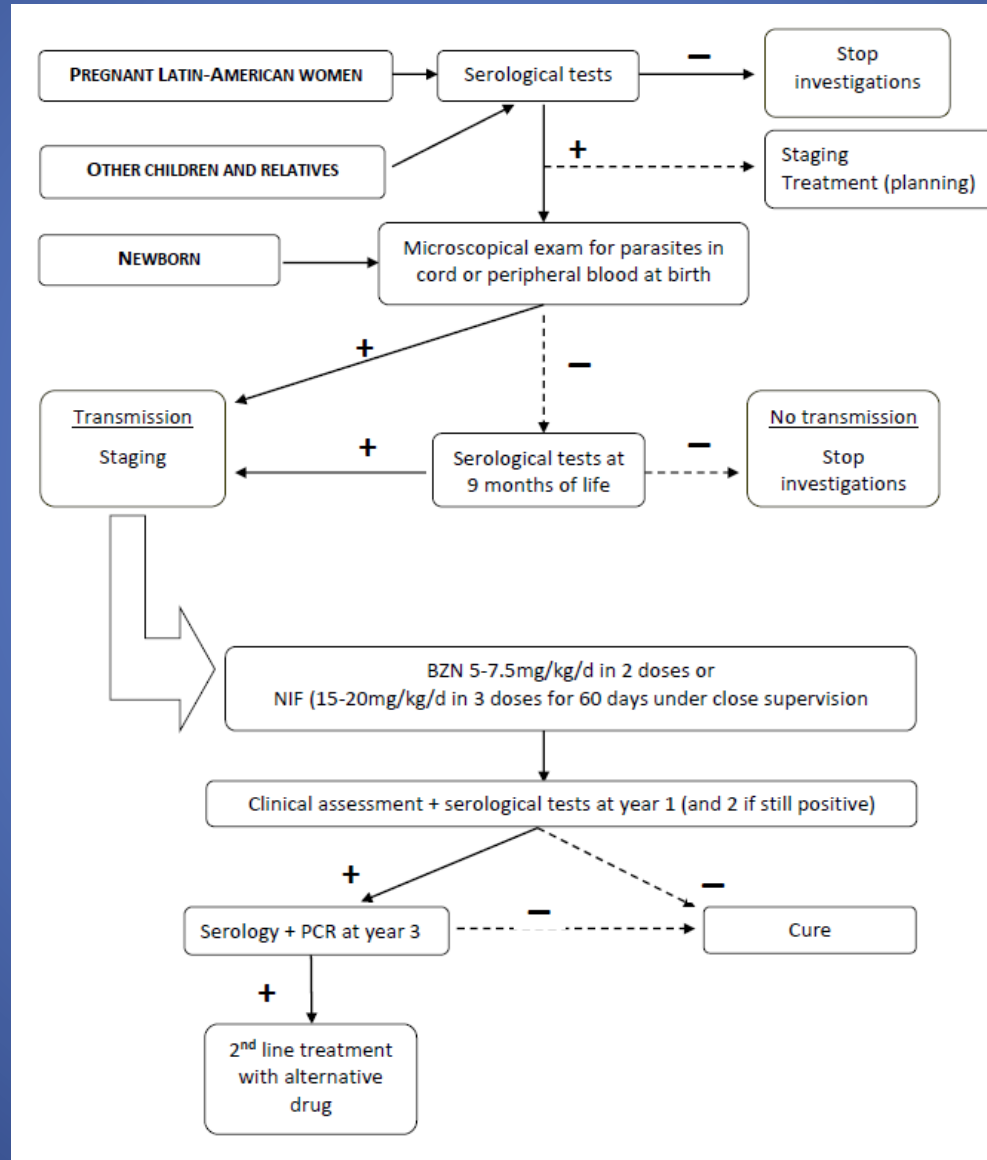 PREGNANT LATIN-AMERICAN WOMEN
Serological tests
–
Stop
investigations
+
Staging
Treatment (planning)
OTHER CHILDREN AND RELATIVES
NEWBORN
Microscopical exam for parasites in
cord or peripheral blood at birth
+
–
Transmission
Staging
+
Serological tests at
9 months of life
–
No transmission
Stop
investigations
BZN 5-7.5mg/kg/d in 2 doses or
NIF (15-20mg/kg/d in 3 doses for 60 days under close supervision
Clinical assessment + serological tests at year 1 (and 2 if still positive)
+
–
Serology + PCR at year 3
–
Cure
+
2nd line treatment
with alternative
drug